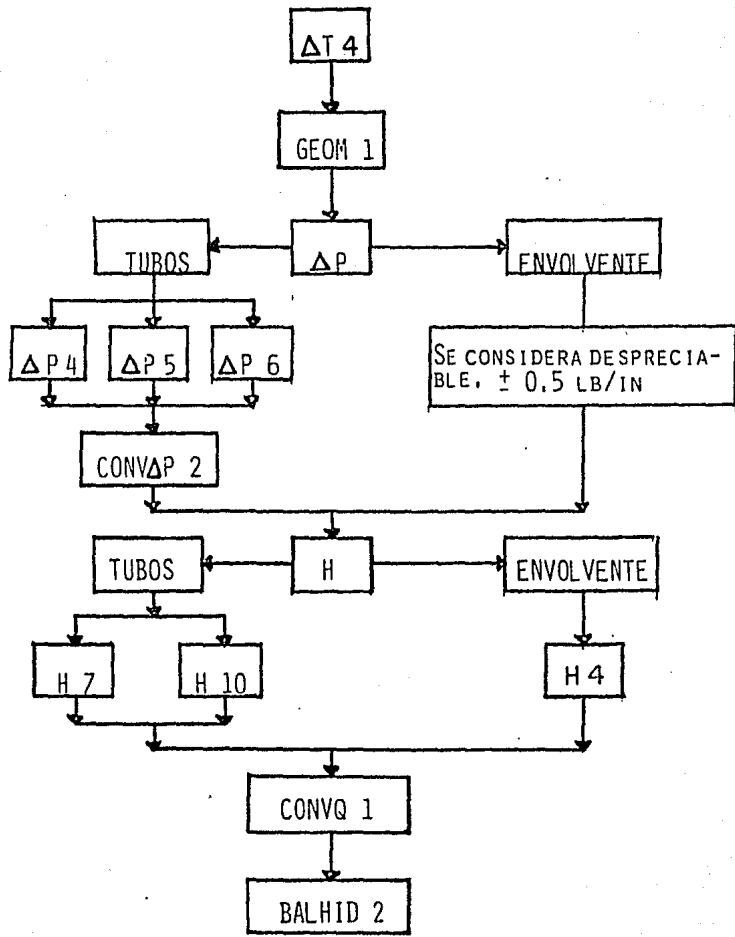 ΔT 4
GEOM 1
TUBOS
ΔP
ENVOLVENTE
ΔP 4
ΔP 5
ΔP 6
SE CONSIDERA DESPRECIA-
BLE. ± 0.5 LB/IN
CONVΔP 2
TUBOS
H
ENVOLVENTE
H 7
H 10
H 4
CONVQ 1
BALHID 2